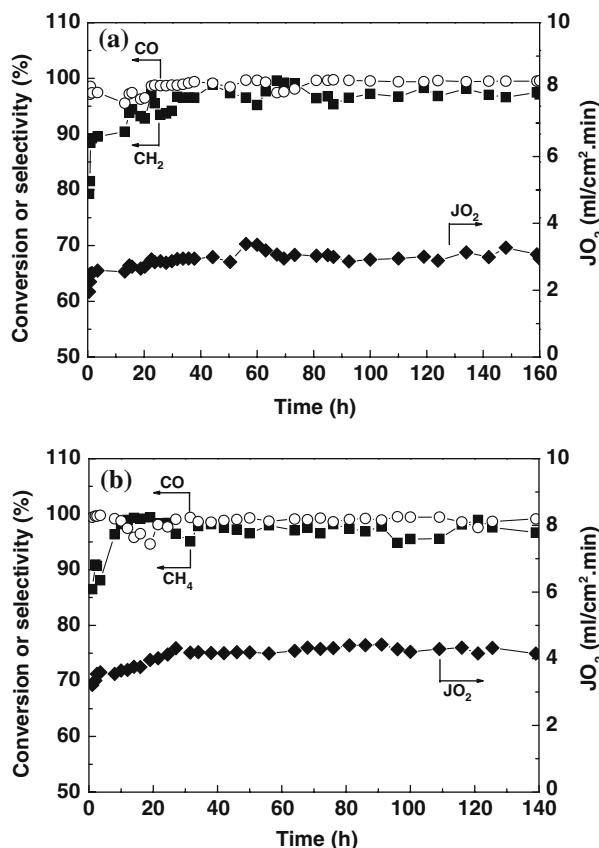 (a)
Conversion or selectivity (%)
110
100
90
80
70
60
50
CO
CH₂
JO₂
10
8
6
4
2
0
JO₂ (ml/cm².min)
0 20 40 60 80 100 120 140 160
Time (h)
(b)
Conversion or selectivity (%)
110
100
90
80
70
60
50
CO
CH₄
JO₂
10
8
6
4
2
0
JO₂ (ml/cm².min)
0 20 40 60 80 100 120 140
Time (h)